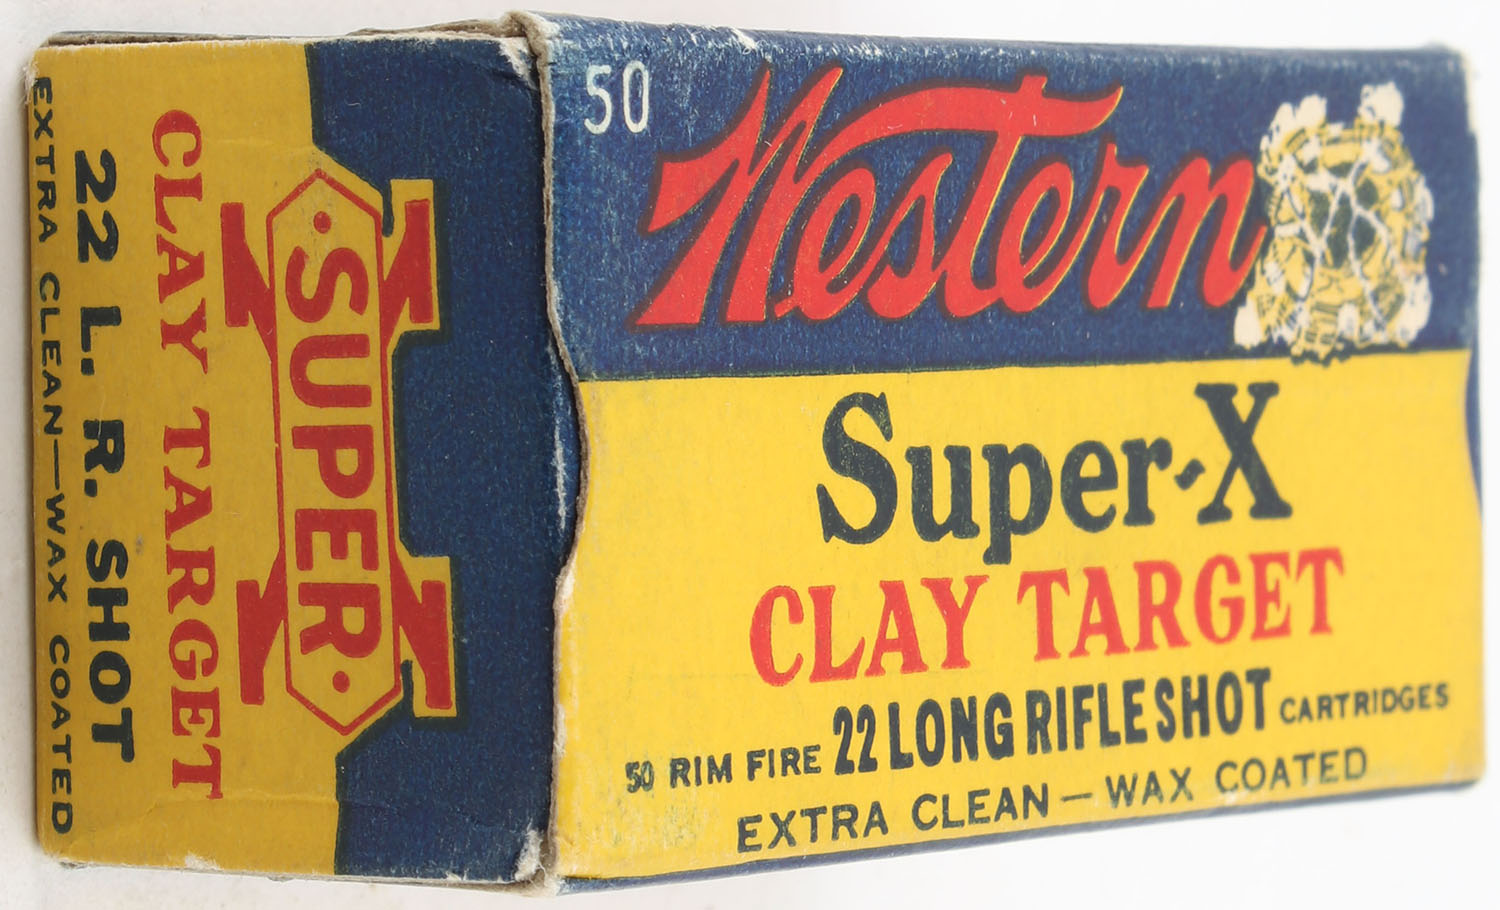 50
Western
Super-X
CLAY TARGET
50 RIM FIRE 22 LONG RIFLE SHOT CARTRIDGES
EXTRA CLEAN — WAX COATED
X
·SUPER·
CLAY TARGET
22 L. R. SHOT
EXTRA CLEAN—WAX COATED